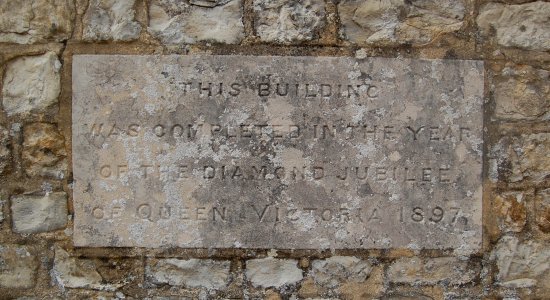 THIS BUILDING
WAS COMPLETED IN THE YEAR
OF THE DIAMOND JUBILEE
OF QUEEN VICTORIA 1897.